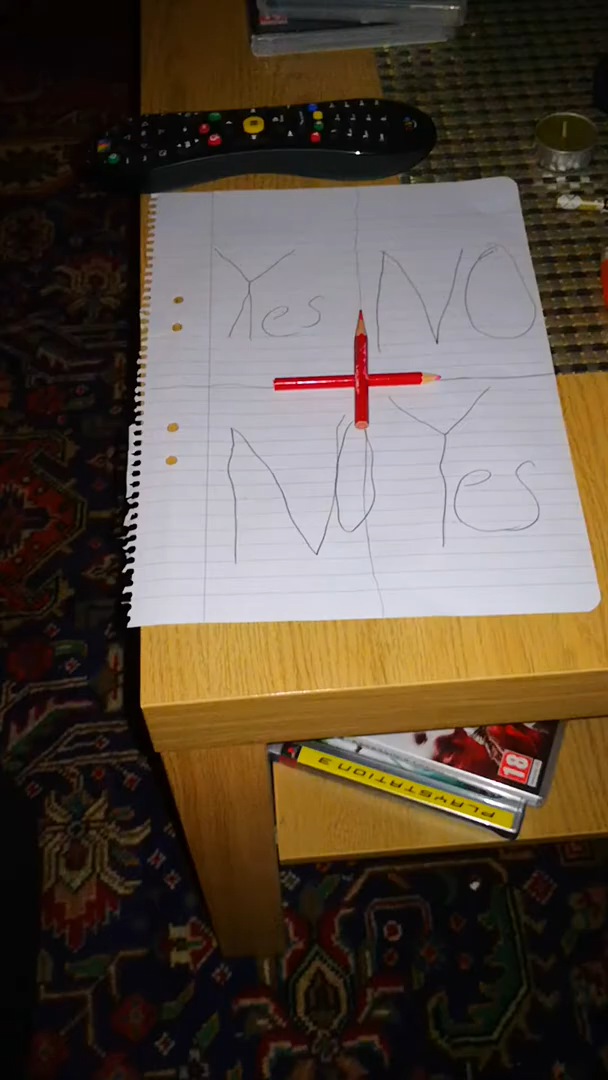 Yes NO
NO Yes
18
PLAYSTATION 3